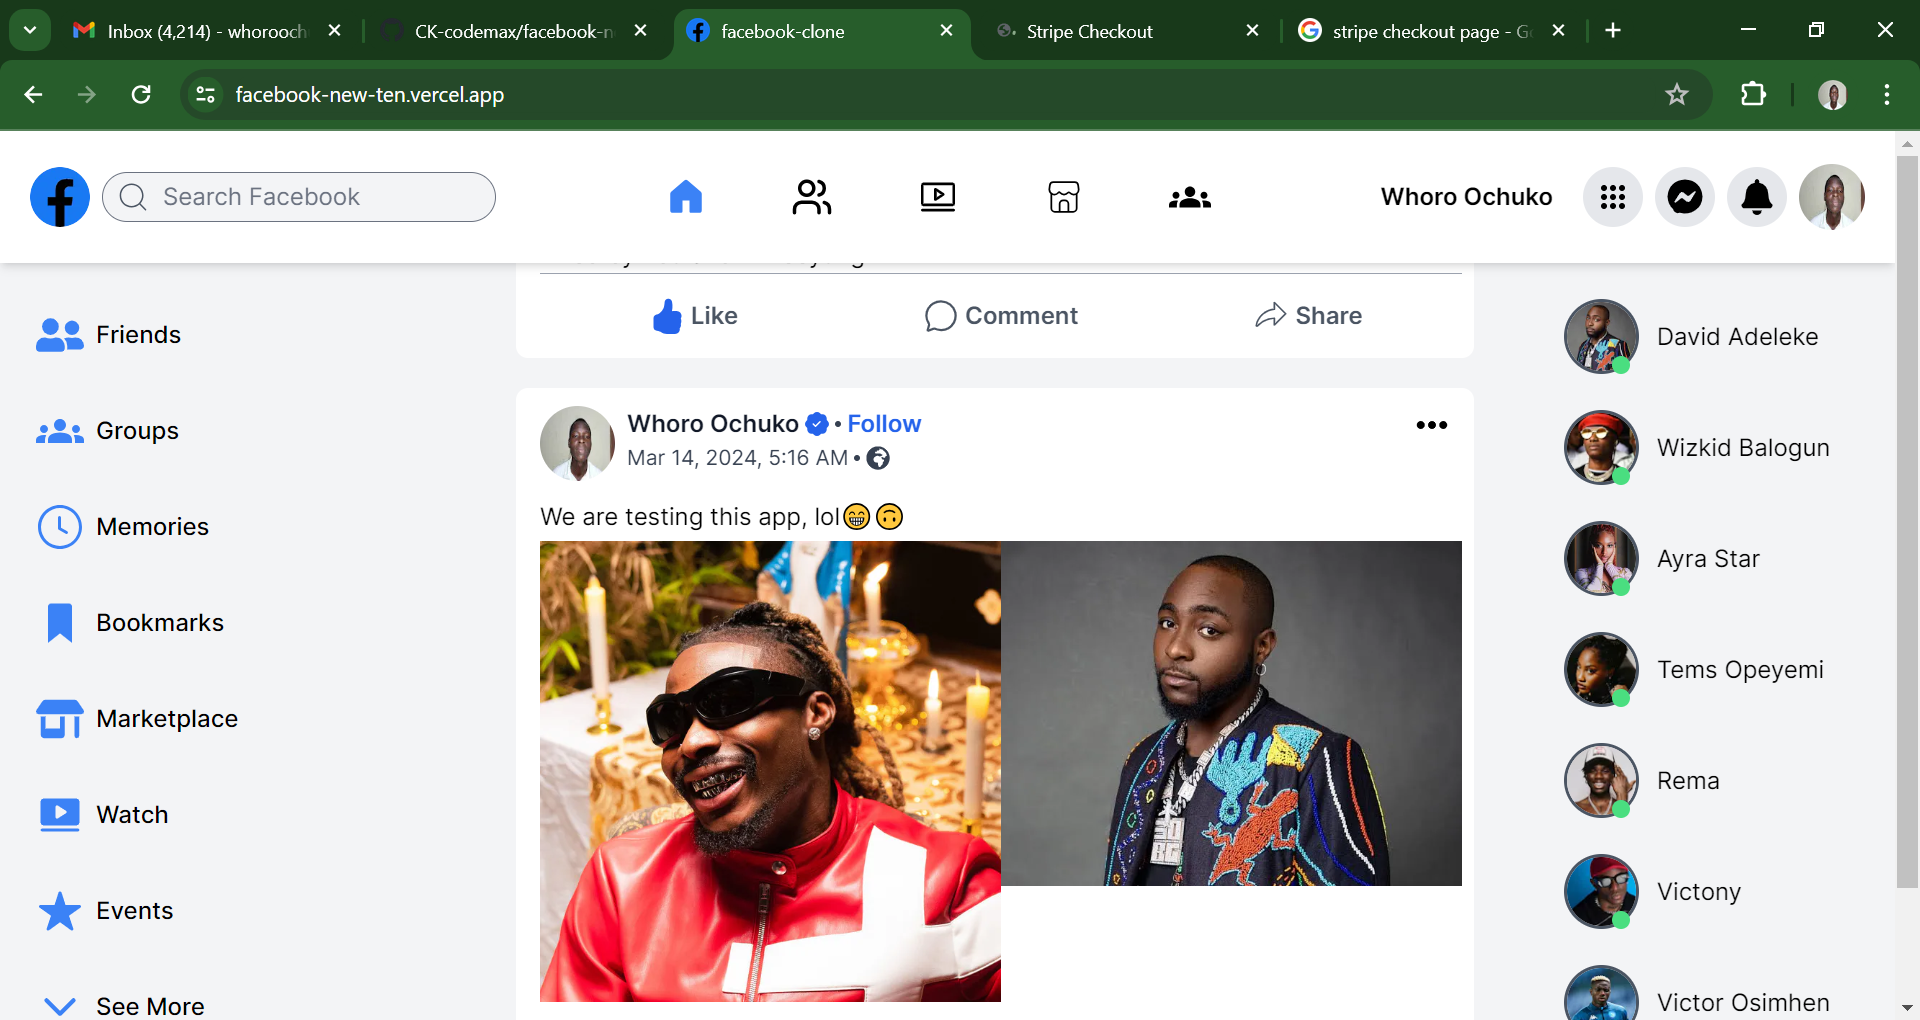 Inbox (4,214) - whorooch
CK-codemax/facebook-n
facebook-clone
Stripe Checkout
stripe checkout page - G
facebook-new-ten.vercel.app
Search Facebook
Whoro Ochuko
Like
Comment
Share
Friends
Groups
Memories
Bookmarks
Marketplace
Watch
Events
See More
Whoro Ochuko • Follow
Mar 14, 2024, 5:16 AM •
We are testing this app, lol😁🙃
David Adeleke
Wizkid Balogun
Ayra Star
Tems Opeyemi
Rema
Victony
Victor Osimhen